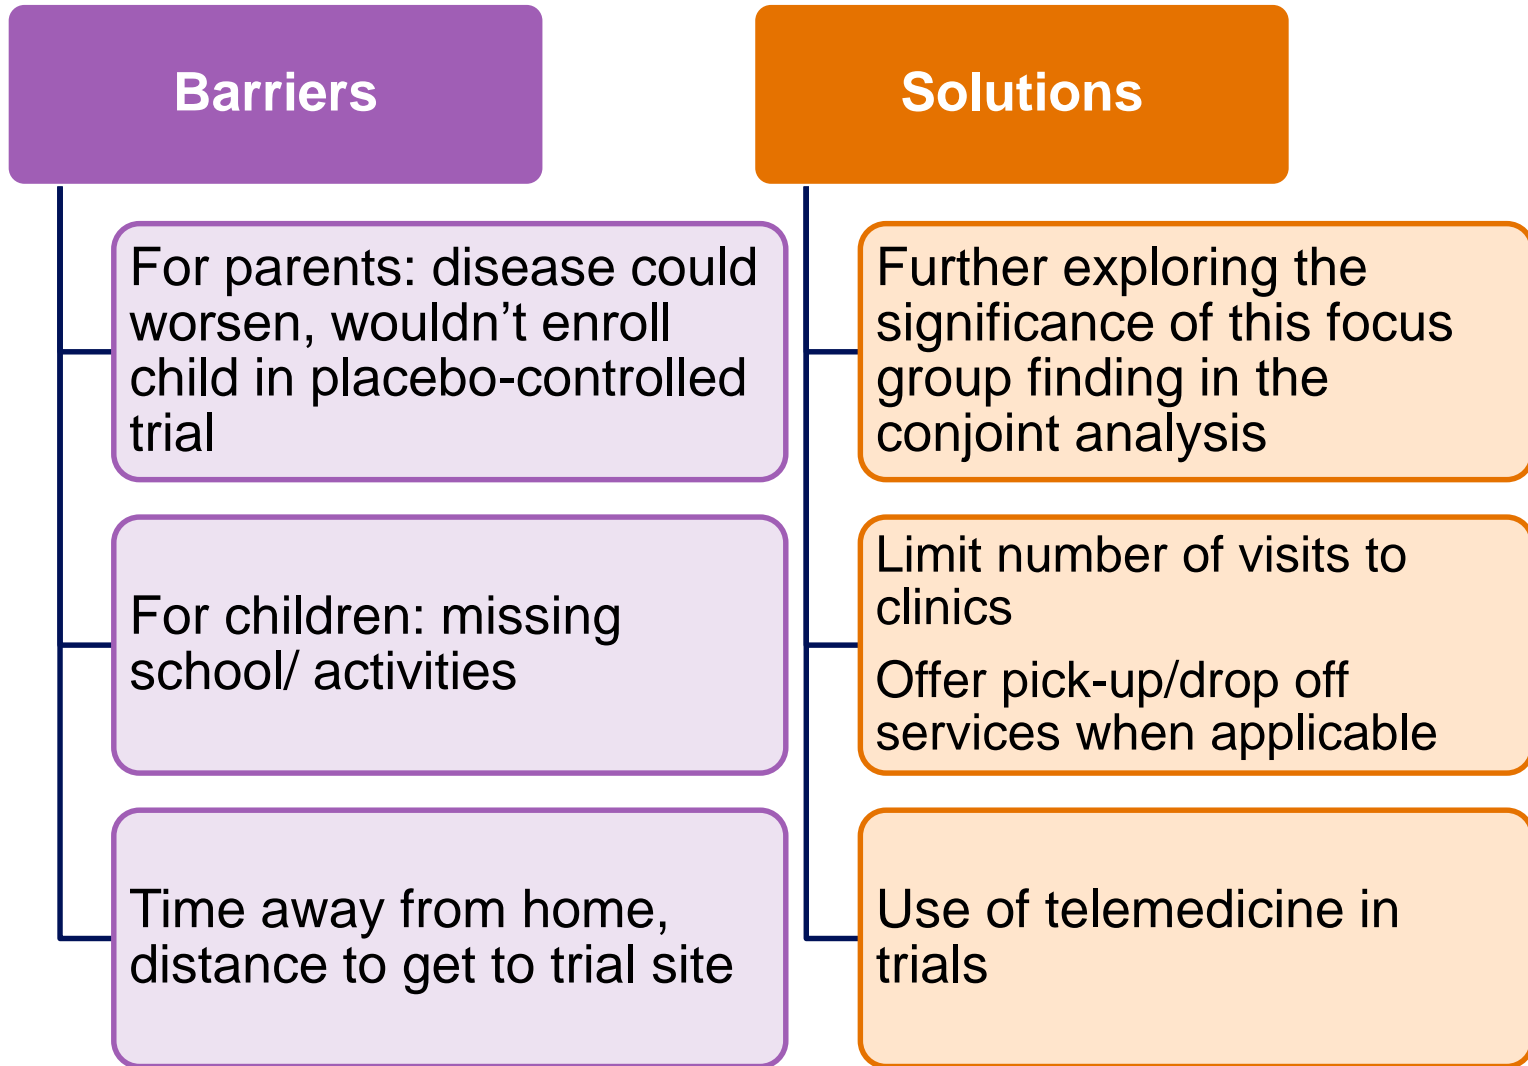 Barriers
For parents: disease could
worsen, wouldn’t enroll
child in placebo-controlled
trial
For children: missing
school/ activities
Time away from home,
distance to get to trial site
Solutions
Further exploring the
significance of this focus
group finding in the
conjoint analysis
Limit number of visits to
clinics
Offer pick-up/drop off
services when applicable
Use of telemedicine in
trials